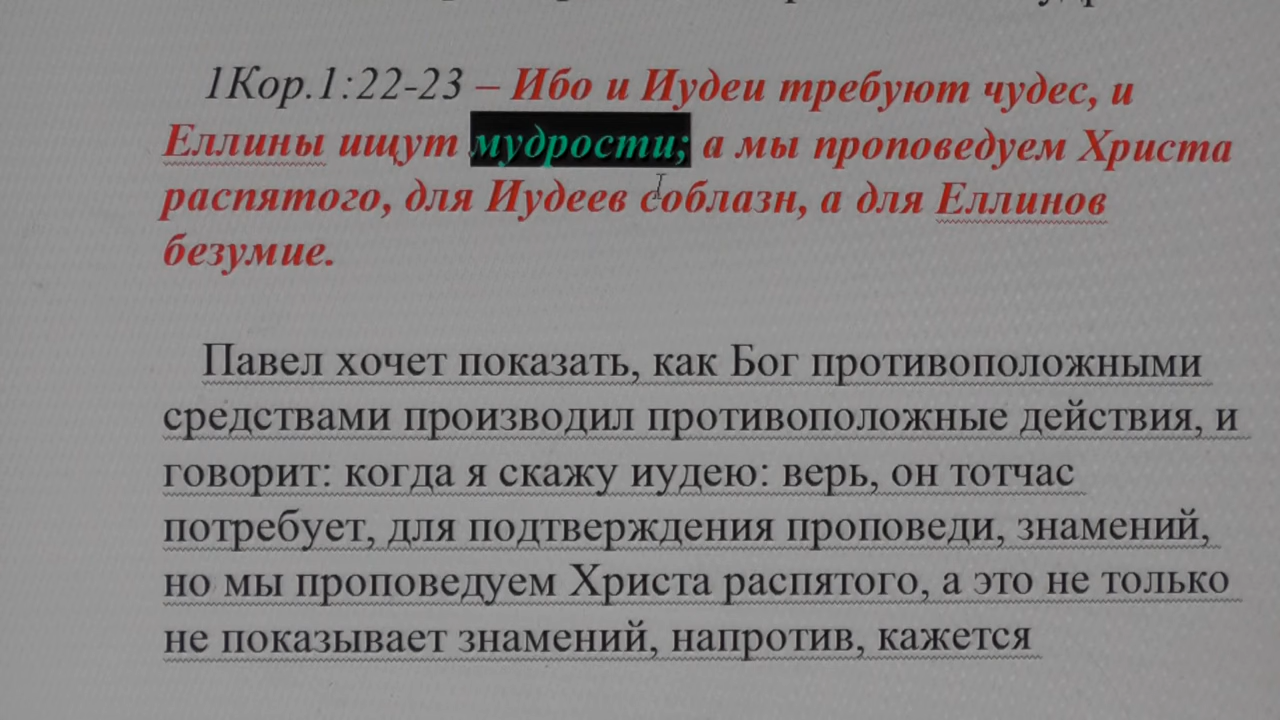 1Кор.1:22-23 – Ибо и Иудеи требуют чудес, и
Еллины ищут мудрости; а мы проповедуем Христа
распятого, для Иудеев соблазн, а для Еллинов
безумие.
Павел хочет показать, как Бог противоположными
средствами производил противоположные действия, и
говорит: когда я скажу иудею: верь, он тотчас
потребует, для подтверждения проповеди, знамений,
но мы проповедуем Христа распятого, а это не только
не показывает знамений, напротив, кажется